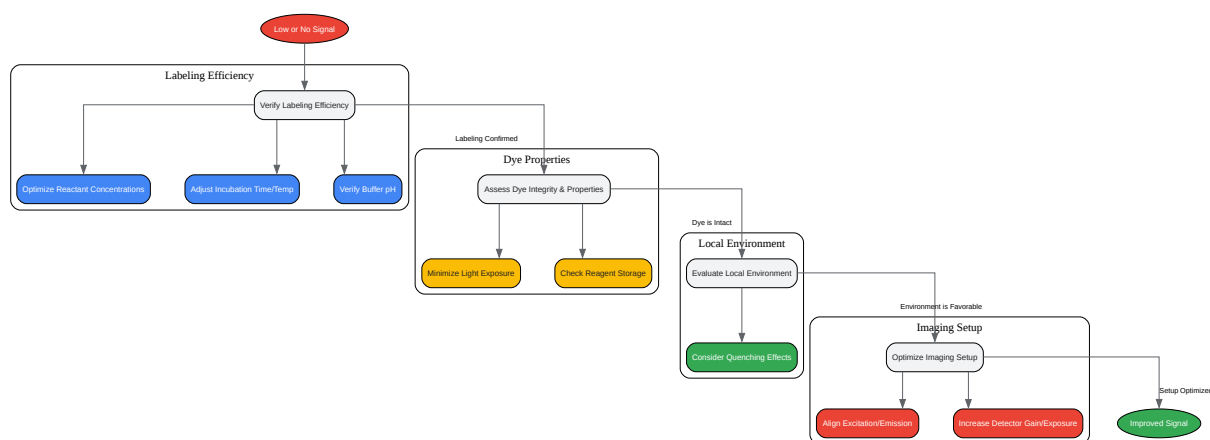 Low or No Signal
Labeling Efficiency
Verify Labeling Efficiency
Labeling Confirmed
Optimize Reactant Concentrations
Adjust Incubation Time/Temp
Verify Buffer pH
Dye Properties
Assess Dye Integrity & Properties
Dye is Intact
Minimize Light Exposure
Check Reagent Storage
Local Environment
Evaluate Local Environment
Environment is Favorable
Consider Quenching Effects
Imaging Setup
Optimize Imaging Setup
Setup Optimized
Align Excitation/Emission
Increase Detector Gain/Exposure
Improved Signal